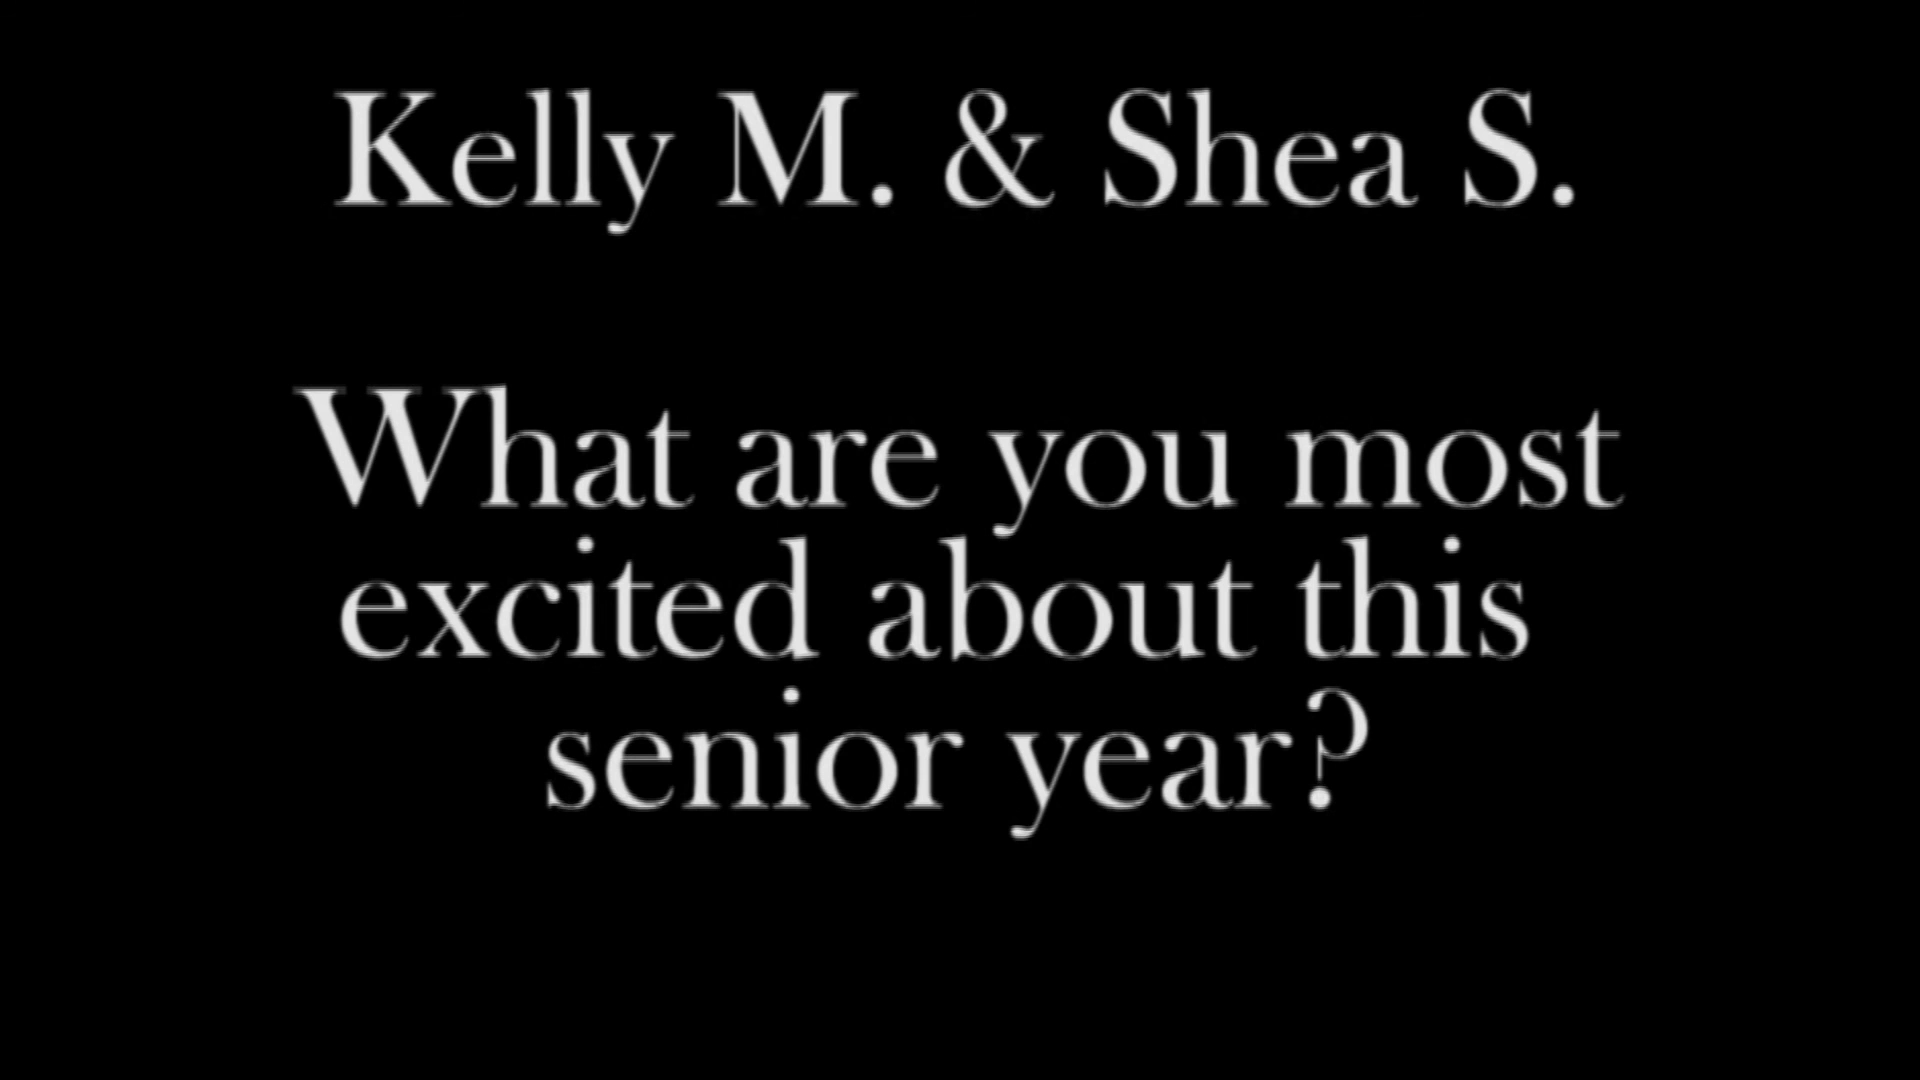 Kelly M. & Shea S.
What are you most
excited about this
senior year?